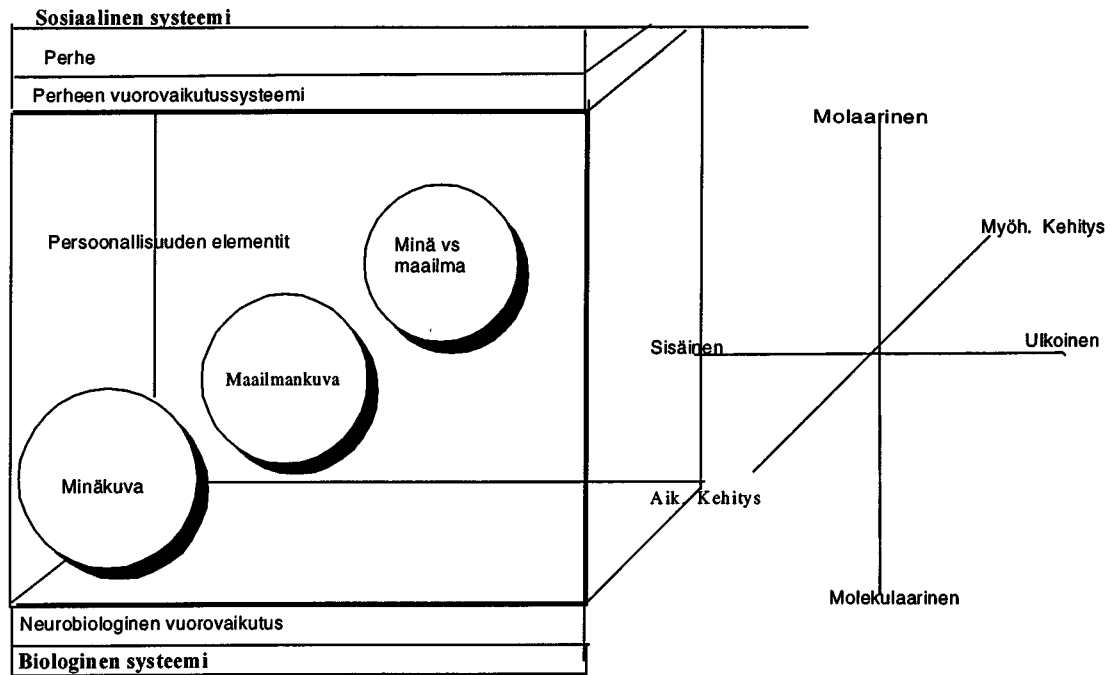 Sosiaalinen systeemi
Perhe
Perheen vuorovaikutussysteemi
Persoonallisuuden elementit
Minä vs
maailma
Maailmankuva
Minäkuva
Neurobiologinen vuorovaikutus
Biologinen systeemi
Molaarinen
Myöh. Kehitys
Sisäinen
Ulkoinen
Aik. Kehitys
Molekulaarinen